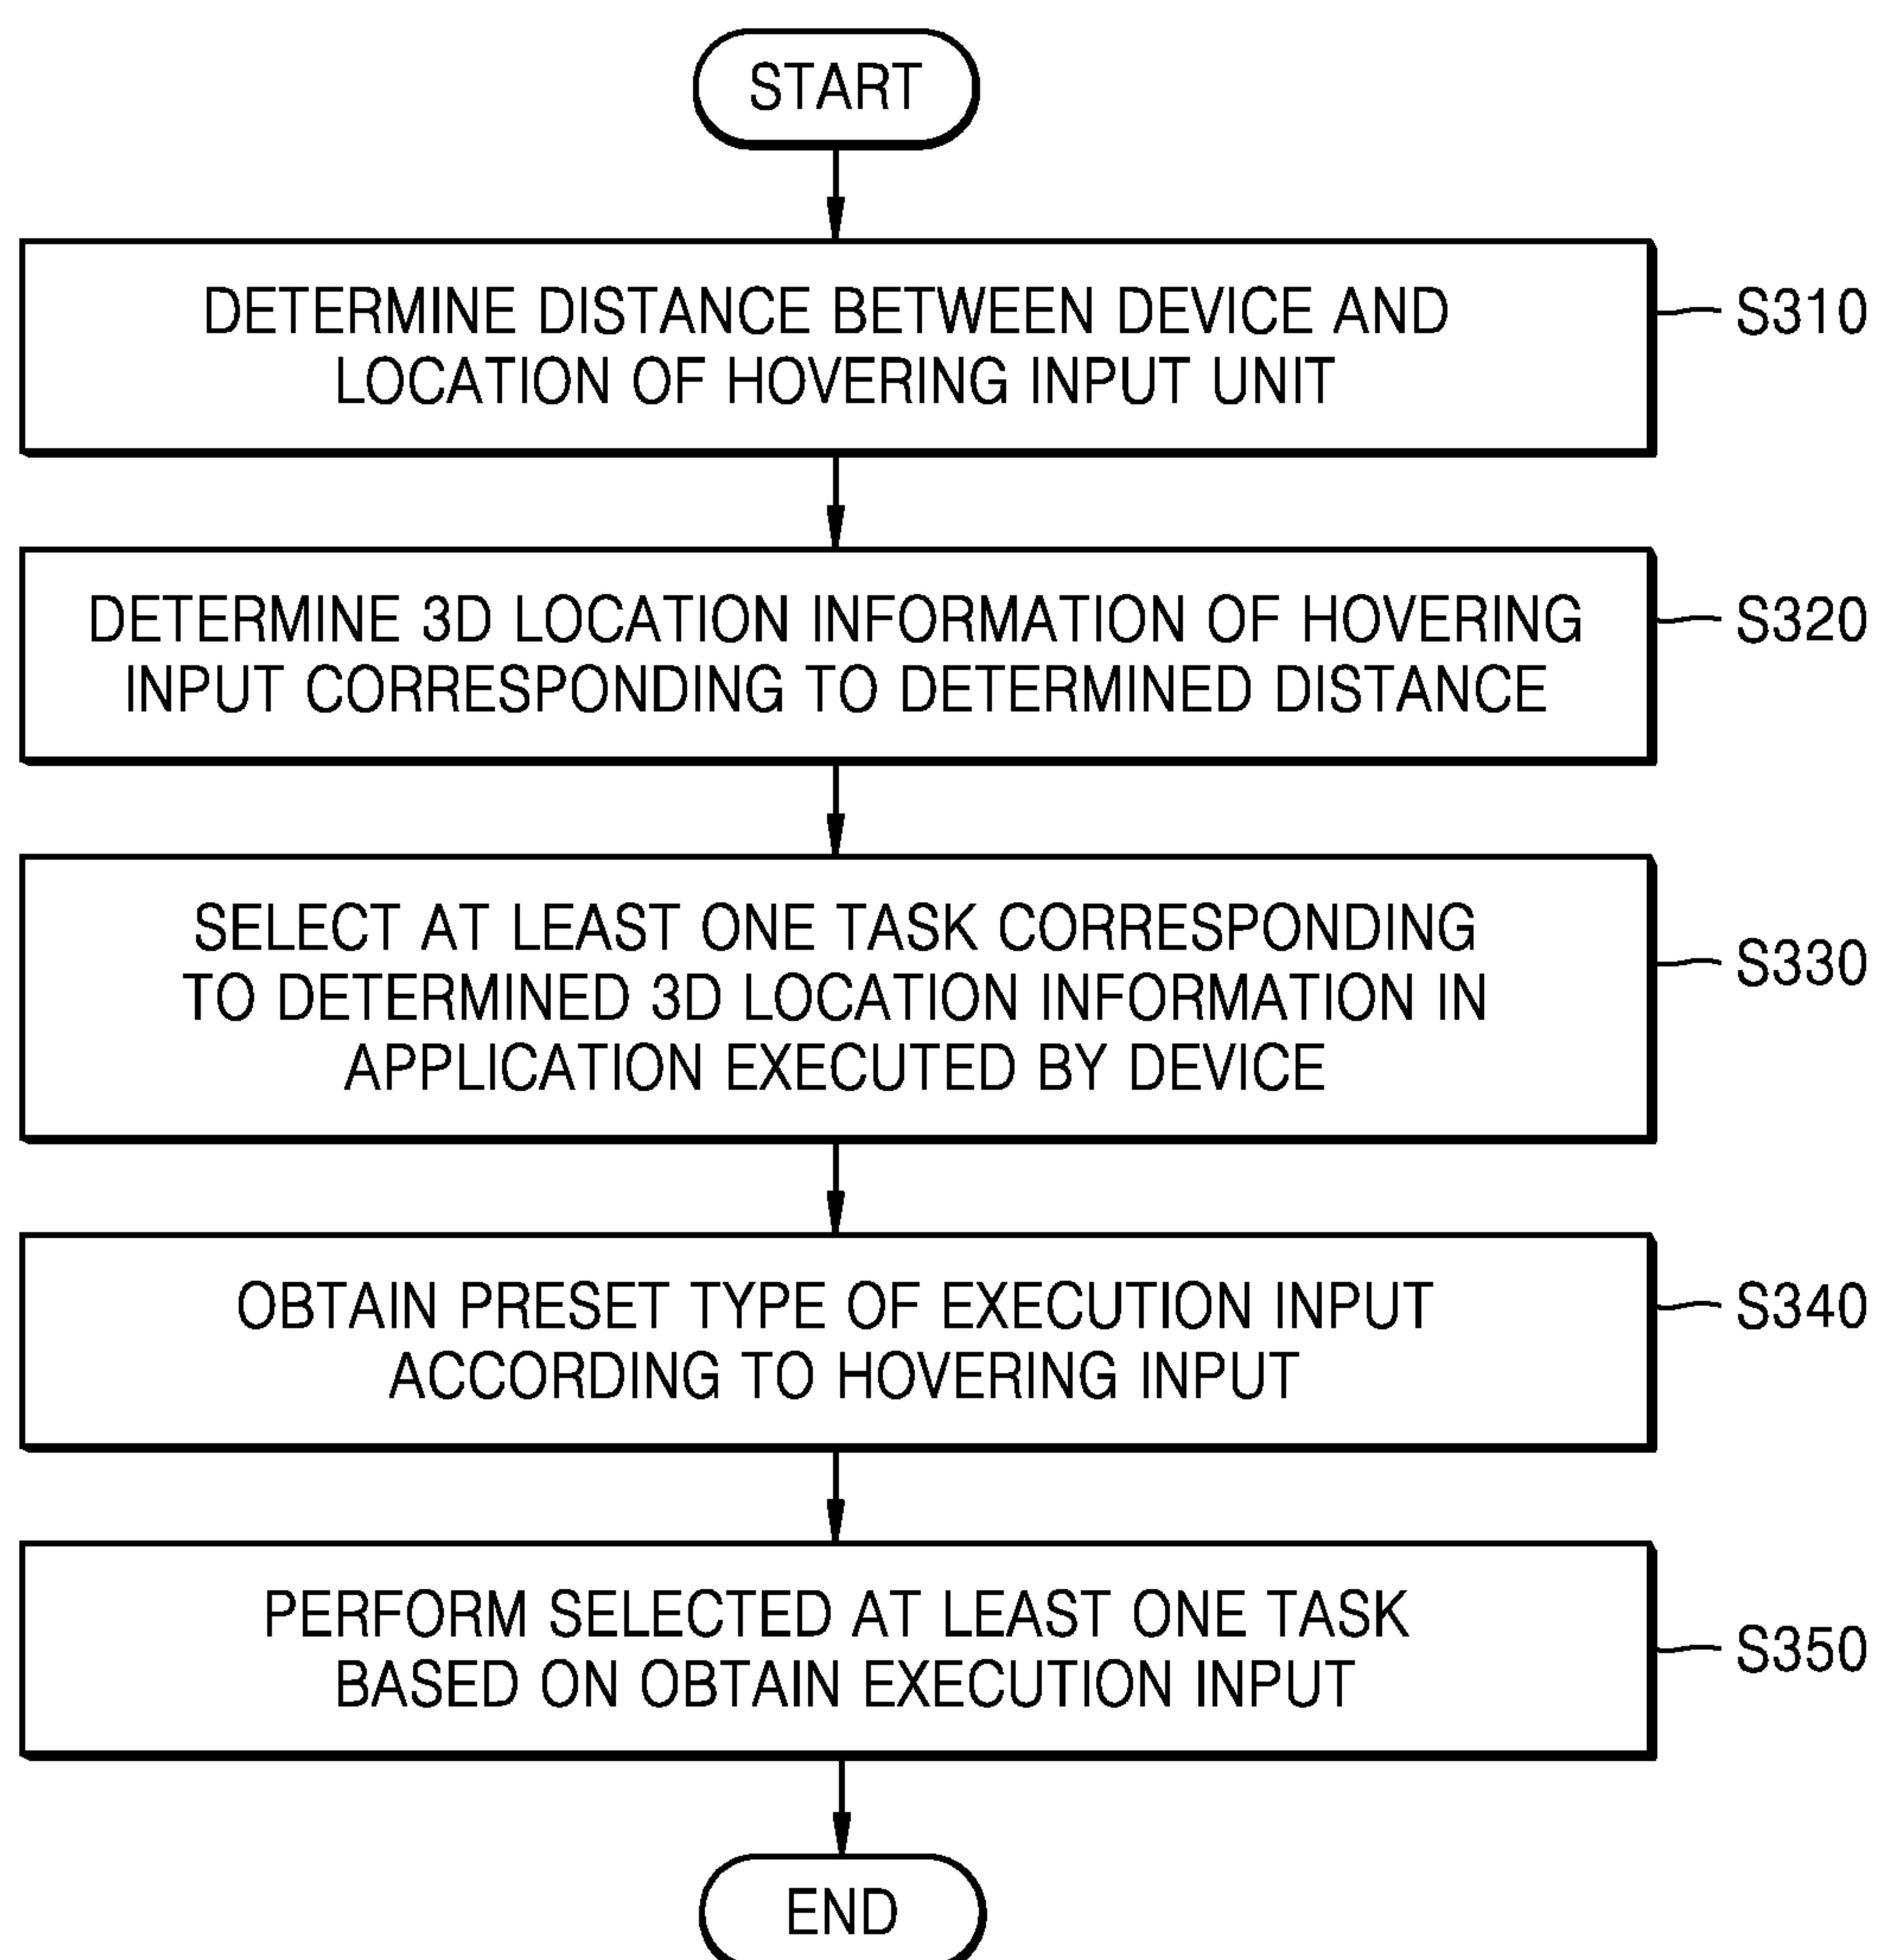 START
DETERMINE DISTANCE BETWEEN DEVICE AND
LOCATION OF HOVERING INPUT UNIT
S310
DETERMINE 3D LOCATION INFORMATION OF HOVERING
INPUT CORRESPONDING TO DETERMINED DISTANCE
S320
SELECT AT LEAST ONE TASK CORRESPONDING
TO DETERMINED 3D LOCATION INFORMATION IN
APPLICATION EXECUTED BY DEVICE
S330
OBTAIN PRESET TYPE OF EXECUTION INPUT
ACCORDING TO HOVERING INPUT
S340
PERFORM SELECTED AT LEAST ONE TASK
BASED ON OBTAIN EXECUTION INPUT
S350
END